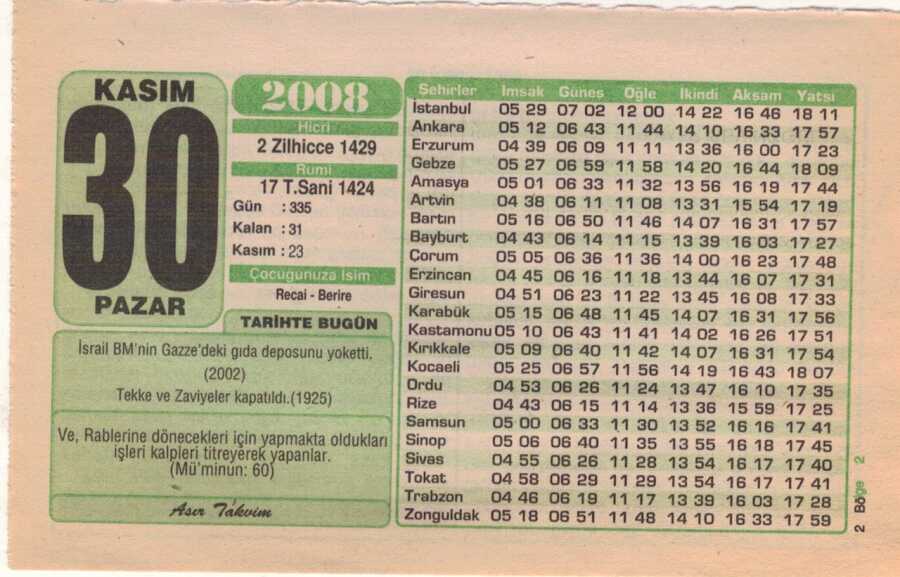 KASIM
30
PAZAR
2008
Hicri
2 Zilhicce 1429
Rumi
17 T.Sani 1424
Gün : 335
Kalan : 31
Kasım : 23
Çocuğunuza İsim
Recai - Berire
TARİHTE BUGÜN
İsrail BM'nin Gazze'deki gıda deposunu yoketti.
(2002)
Tekke ve Zaviyeler kapatıldı.(1925)
Ve, Rablerine dönecekleri için yapmakta oldukları
işleri kalpleri titreyerek yapanlar.
(Mü'minün: 60)
Asır Takvim
Şehirler İmsak Güneş Öğle İkindi Akşam Yatsı
İstanbul 05 29 07 02 12 00 14 22 16 46 18 11
Ankara 05 12 06 43 11 44 14 10 16 33 17 57
Erzurum 04 39 06 09 11 11 13 36 16 00 17 23
Gebze 05 27 06 59 11 58 14 20 16 44 18 09
Amasya 05 01 06 33 11 32 13 56 16 19 17 44
Artvin 04 38 06 11 11 08 13 31 15 54 17 19
Bartın 05 16 06 50 11 46 14 07 16 31 17 57
Bayburt 04 43 06 14 11 15 13 39 16 03 17 27
Çorum 05 05 06 36 11 36 14 00 16 23 17 48
Erzincan 04 45 06 16 11 18 13 44 16 07 17 31
Giresun 04 51 06 23 11 22 13 45 16 08 17 33
Karabük 05 15 06 48 11 45 14 07 16 31 17 56
Kastamonu 05 10 06 43 11 41 14 02 16 26 17 51
Kırıkkale 05 09 06 40 11 42 14 07 16 31 17 54
Kocaeli 05 25 06 57 11 56 14 19 16 43 18 07
Ordu 04 53 06 26 11 24 13 47 16 10 17 35
Rize 04 43 06 15 11 14 13 36 15 59 17 25
Samsun 05 00 06 33 11 30 13 52 16 16 17 41
Sinop 05 06 06 40 11 35 13 55 16 18 17 45
Sivas 04 55 06 26 11 28 13 54 16 17 17 40
Tokat 04 58 06 29 11 29 13 54 16 17 17 41
Trabzon 04 46 06 19 11 17 13 39 16 03 17 28
Zonguldak 05 18 06 51 11 48 14 10 16 33 17 59
2 Bölge 2